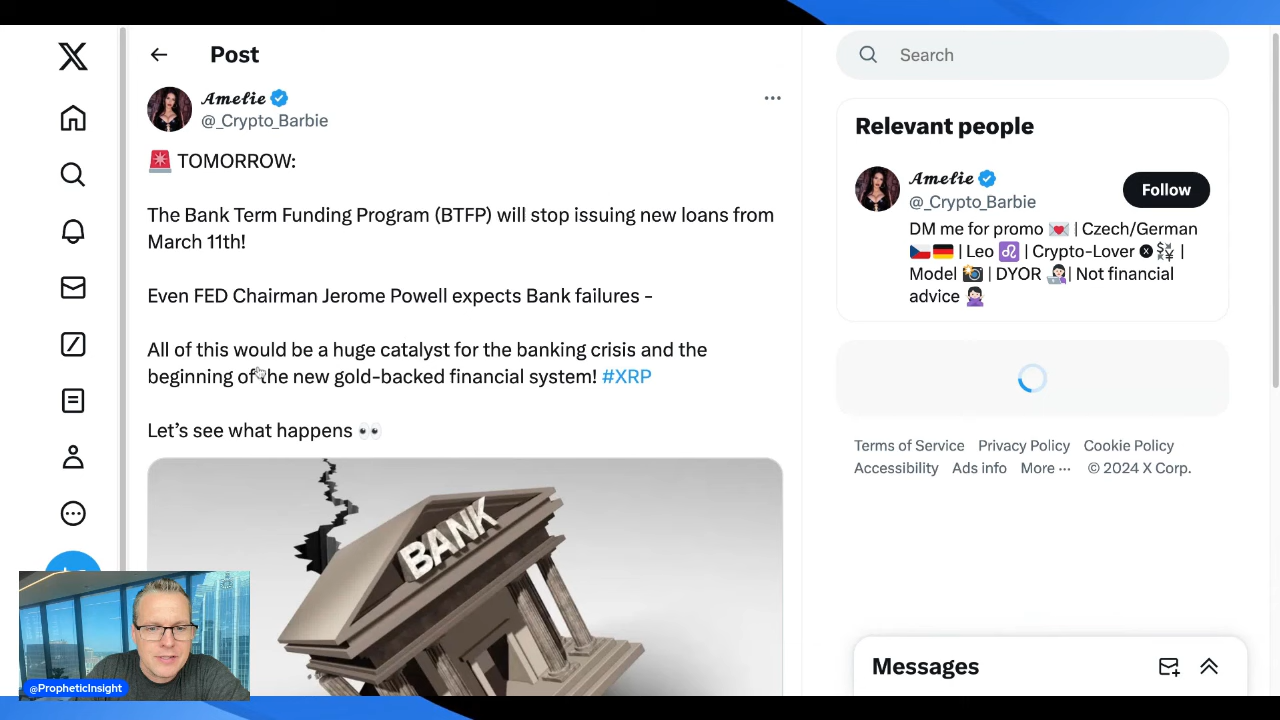 Post
Search
Amelie
@_Crypto_Barbie
🚨 TOMORROW:
The Bank Term Funding Program (BTFP) will stop issuing new loans from
March 11th!
Even FED Chairman Jerome Powell expects Bank failures –
All of this would be a huge catalyst for the banking crisis and the
beginning of the new gold-backed financial system! #XRP
Let's see what happens 👀
BANK
Relevant people
Amelie
@_Crypto_Barbie
Follow
DM me for promo 💌 | Czech/German
🇨🇿🇩🇪 | Leo ♌ | Crypto-Lover |
Model 📸 | DYOR 👩🏻‍💻| Not financial
advice 🤷🏻‍♀️
Terms of Service Privacy Policy Cookie Policy
Accessibility Ads info More ··· © 2024 X Corp.
Messages
@PropheticInsight